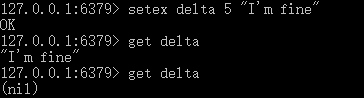 127.0.0.1:6379> setex delta 5 "I'm fine"
OK
127.0.0.1:6379> get delta
"I'm fine"
127.0.0.1:6379> get delta
(nil)